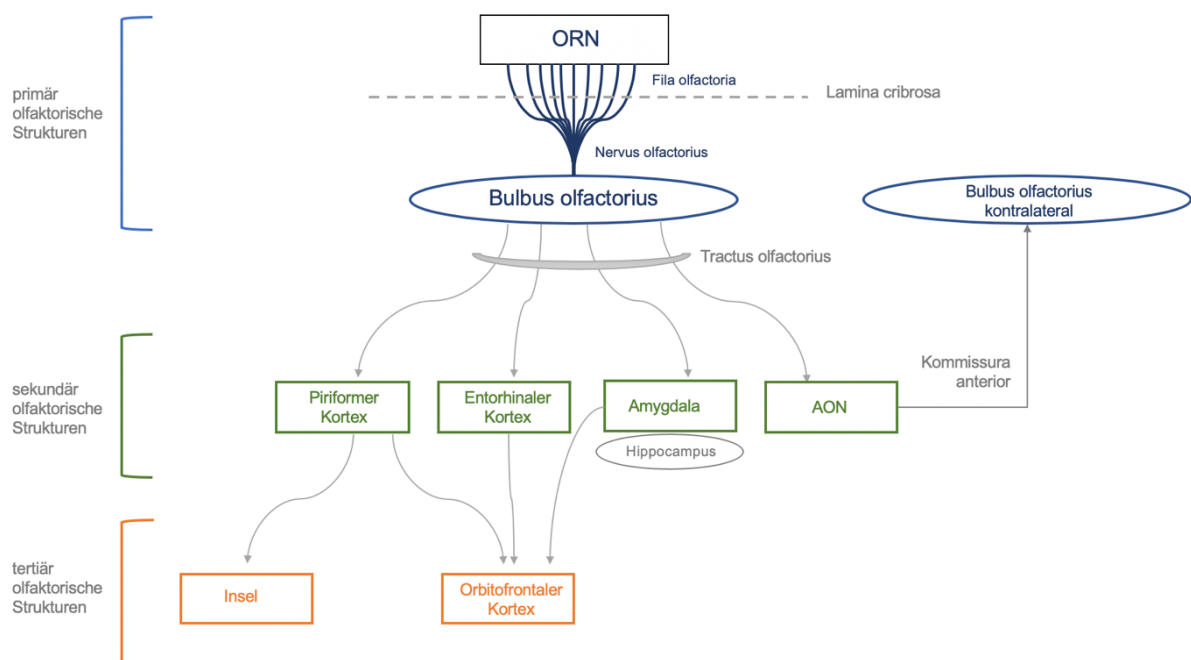 ORN
Fila olfactoria
Lamina cribrosa
primär
olfaktorische
Strukturen
Nervus olfactorius
Bulbus olfactorius
Bulbus olfactorius
kontralateral
Tractus olfactorius
Kommissura
anterior
sekundär
olfaktorische
Strukturen
Piriformer
Kortex
Entorhinaler
Kortex
Amygdala
AON
Hippocampus
tertiär
olfaktorische
Strukturen
Insel
Orbitofrontaler
Kortex